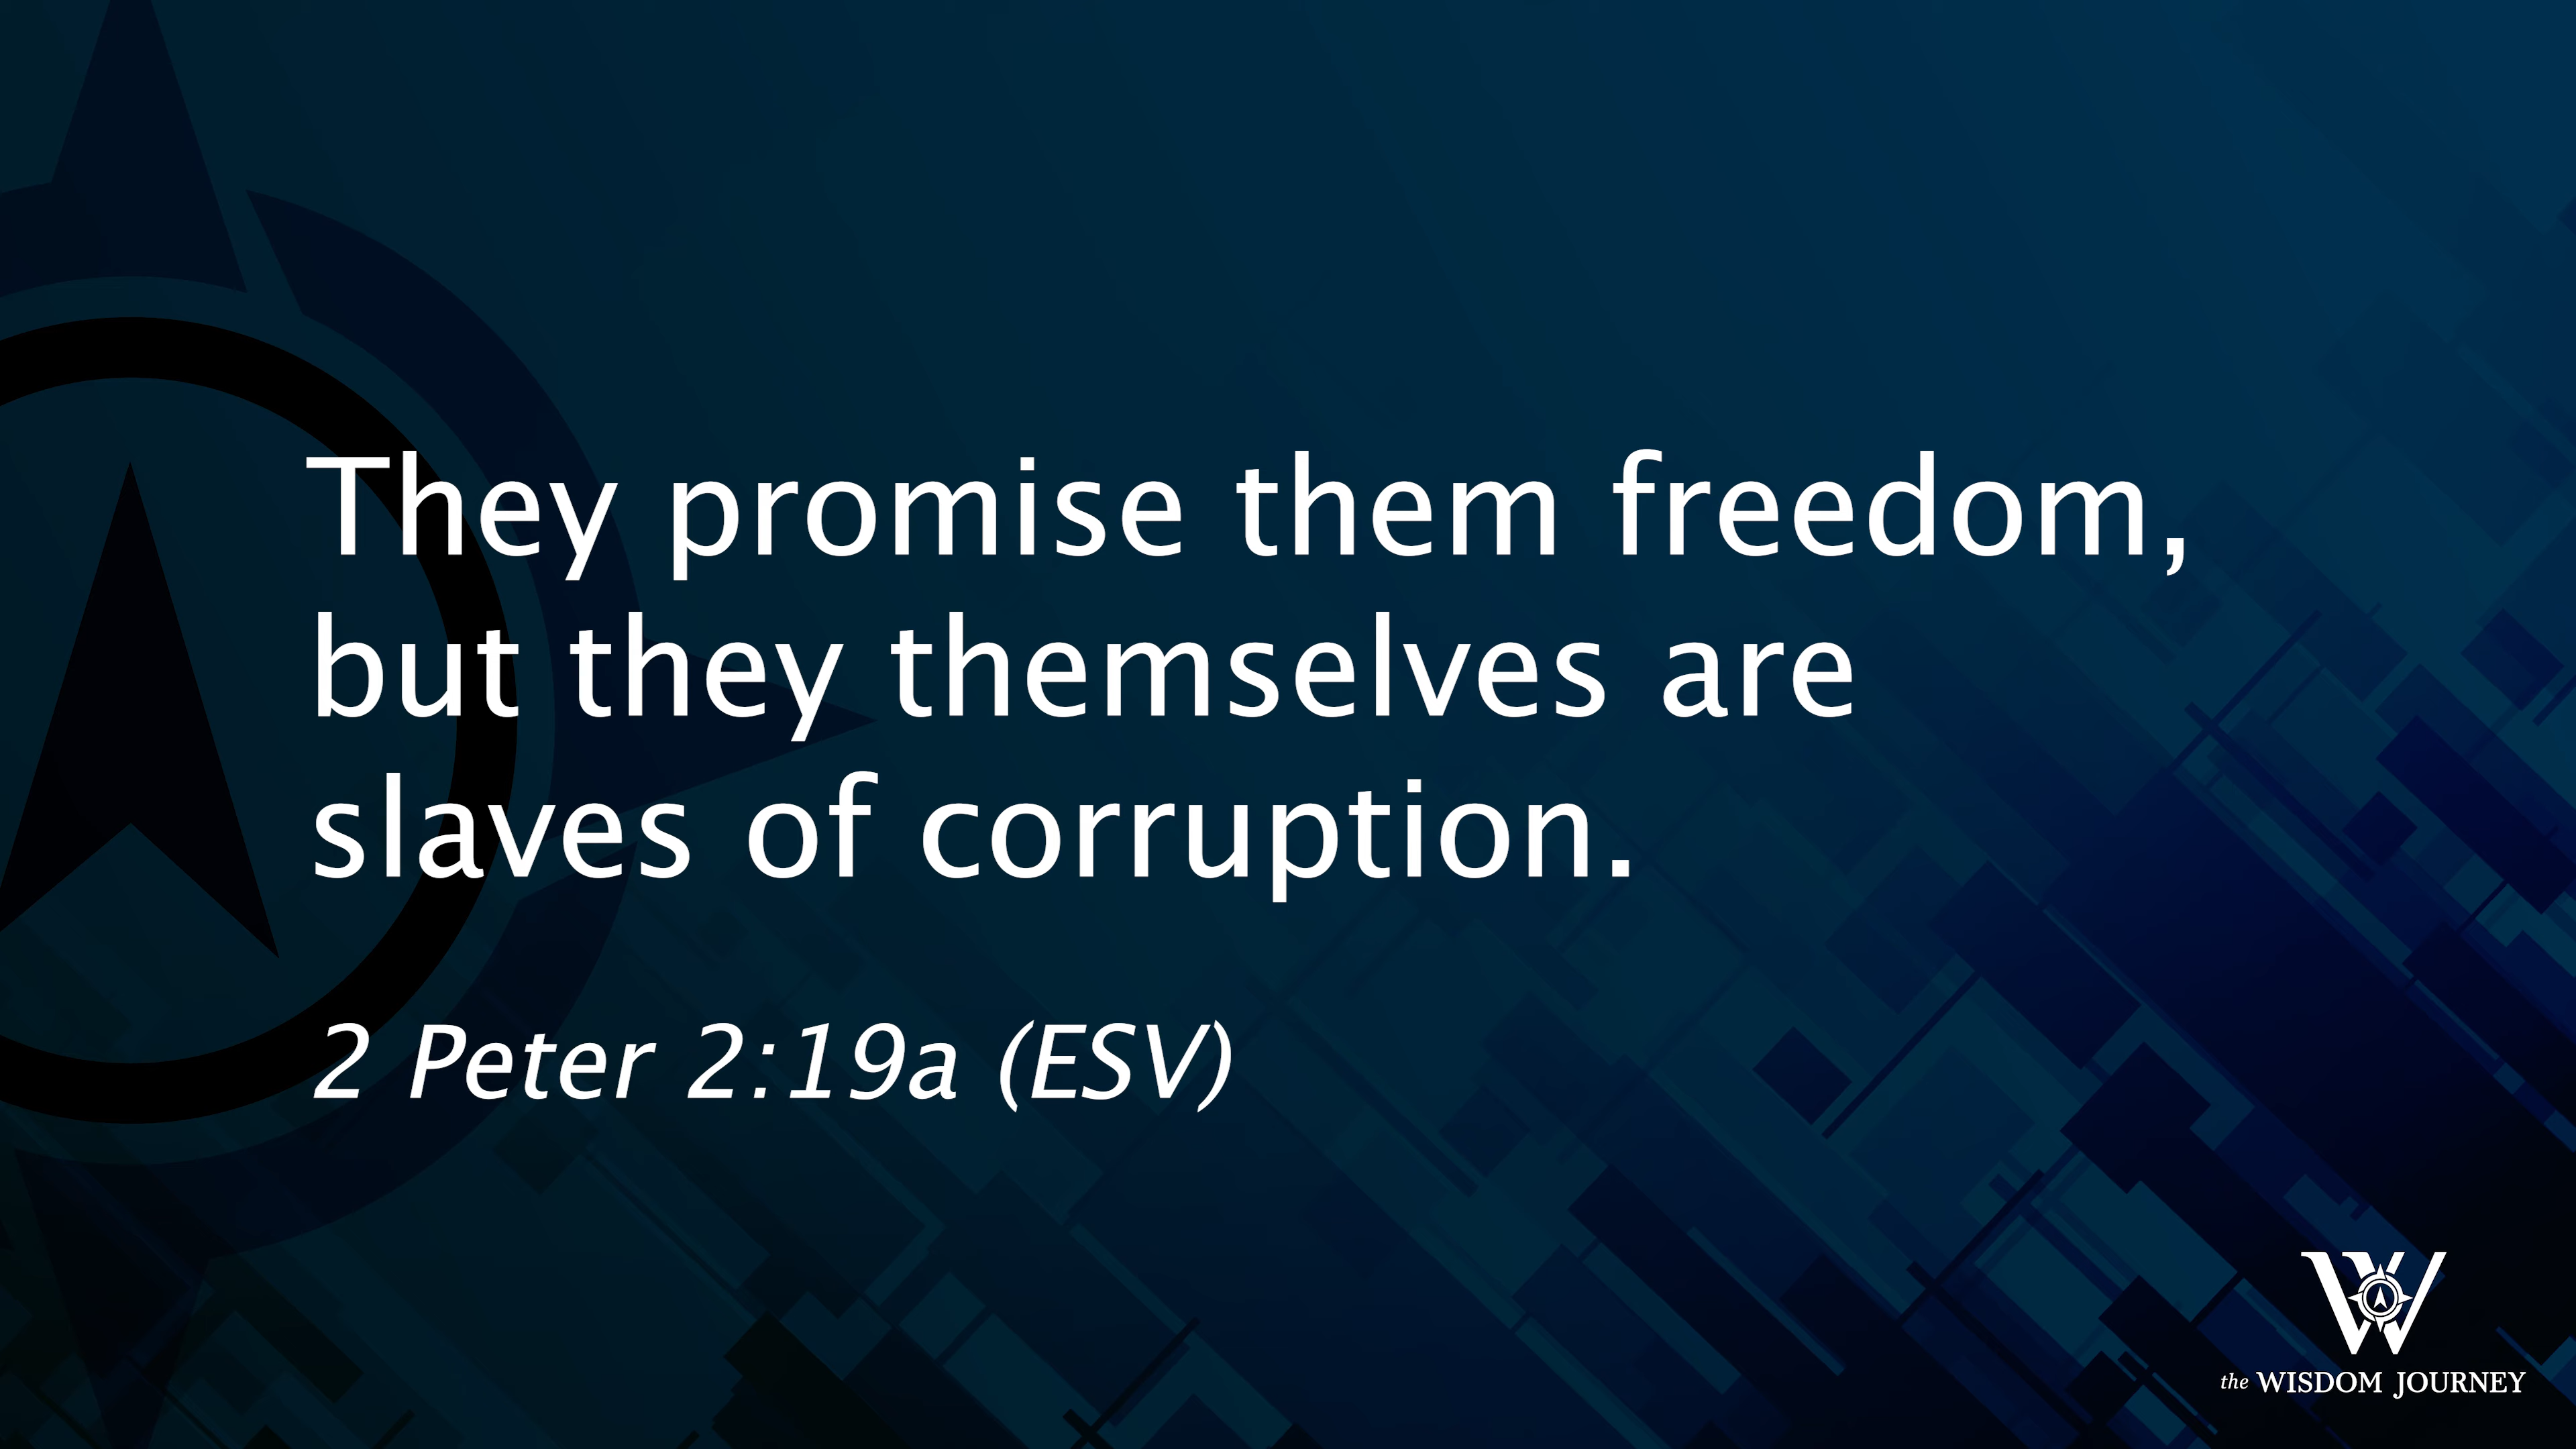 They promise them freedom,
but they themselves are
slaves of corruption.
2 Peter 2:19a (ESV)
W
the WISDOM JOURNEY